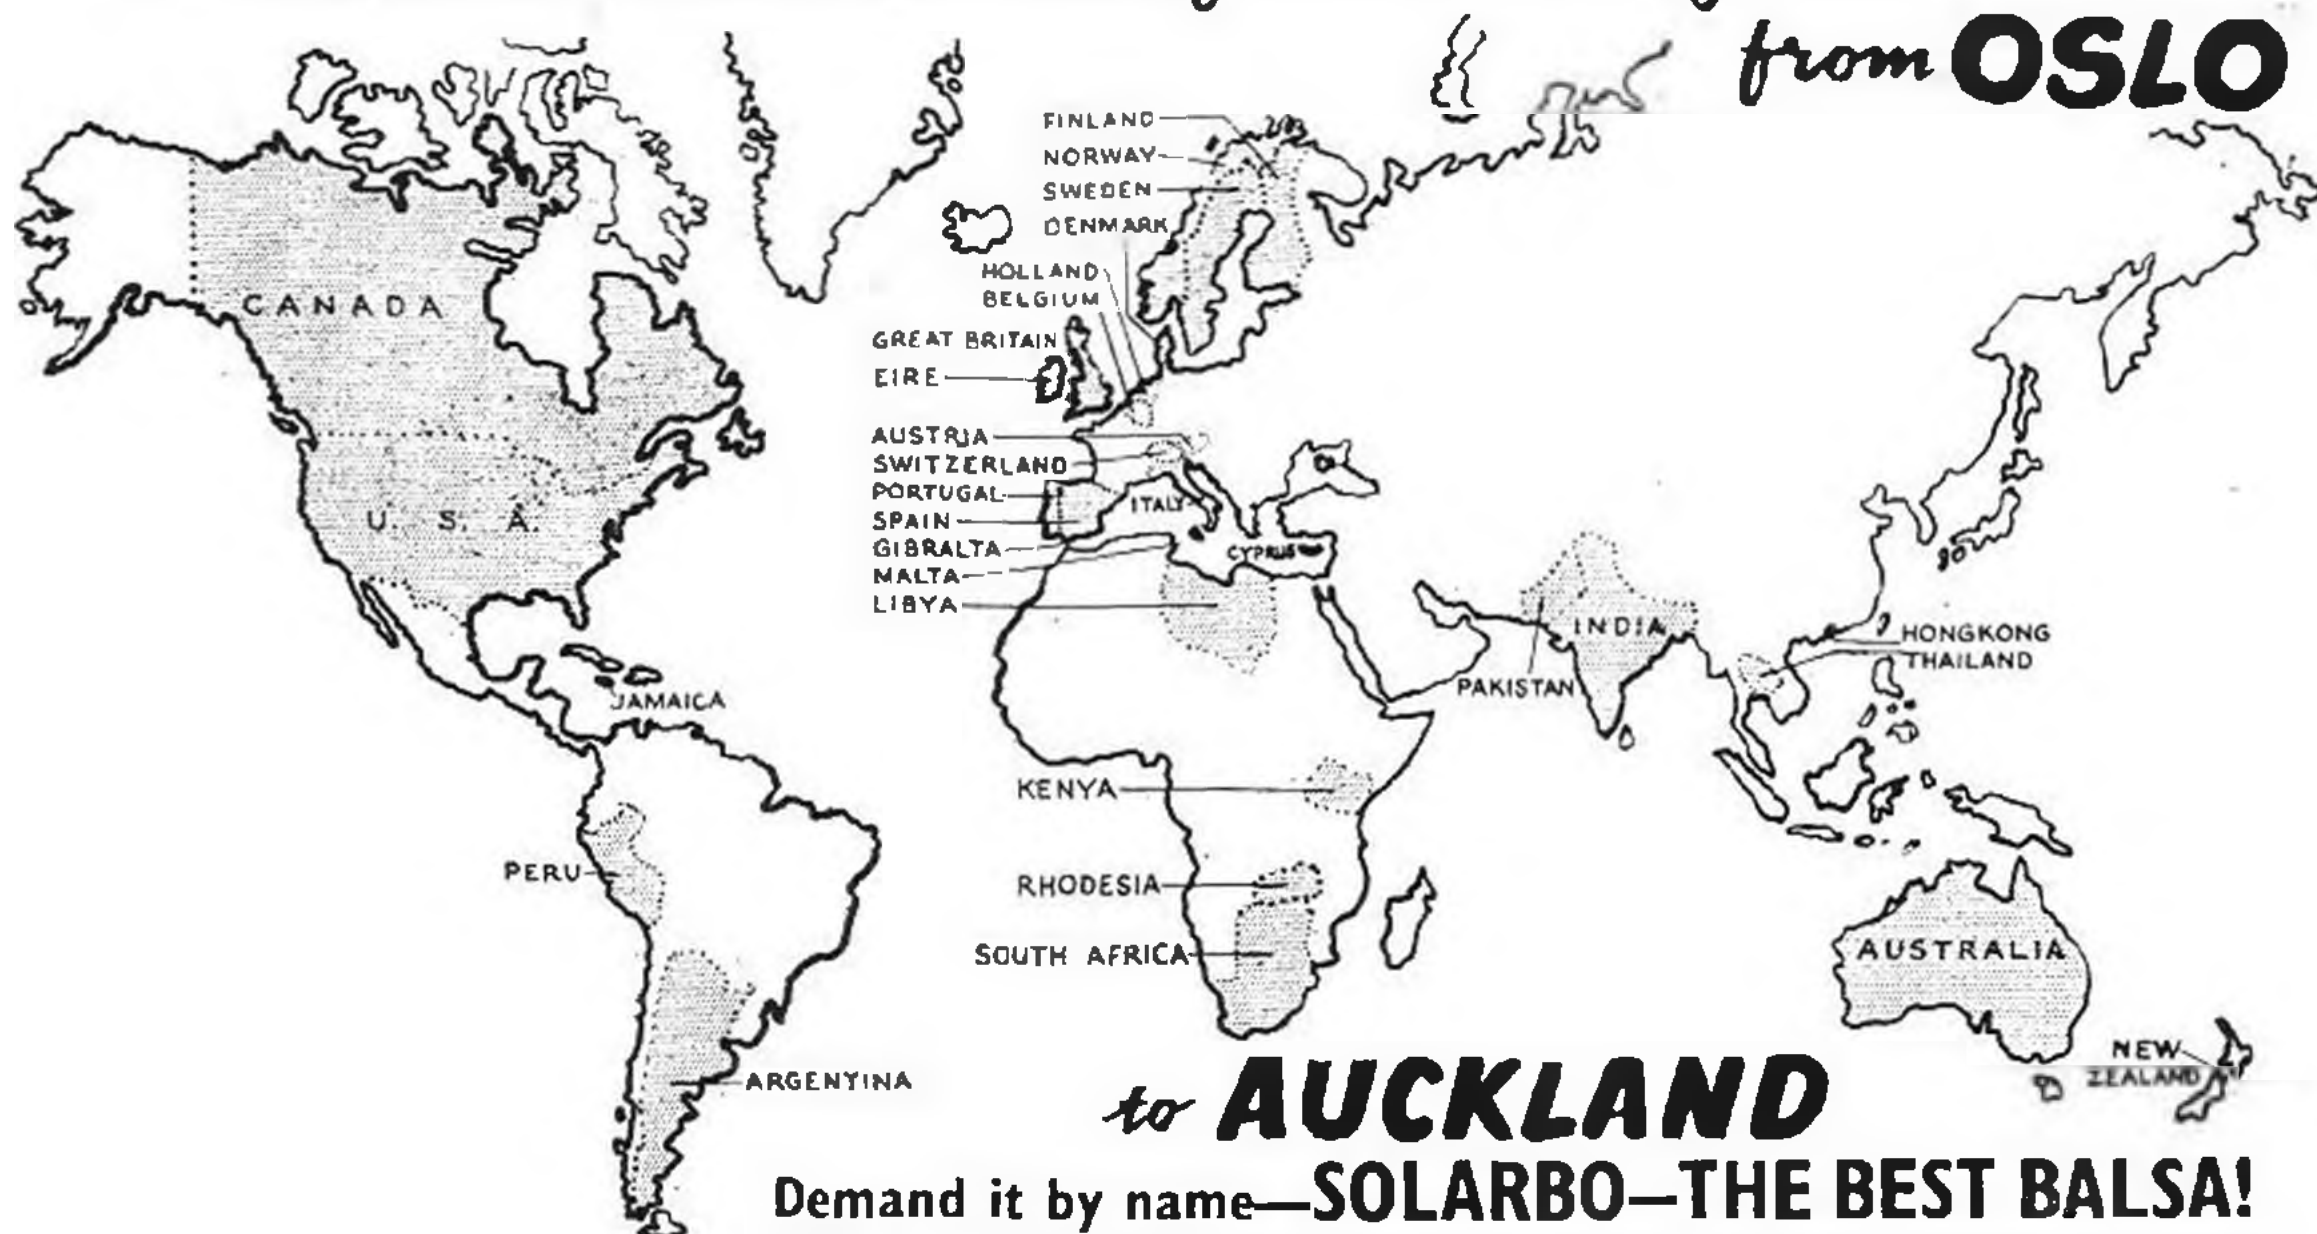 from OSLO
FINLAND
NORWAY
SWEDEN
DENMARK
HOLLAND
BELGIUM
GREAT BRITAIN
EIRE
AUSTRIA
SWITZERLAND
PORTUGAL
SPAIN
GIBRALTA
MALTA
LIBYA
ITALY
CYPRUS
CANADA
U. S. A.
JAMAICA
PERU
ARGENTINA
KENYA
RHODESIA
SOUTH AFRICA
PAKISTAN
INDIA
HONGKONG
THAILAND
AUSTRALIA
NEW
ZEALAND
to AUCKLAND
Demand it by name—SOLARBO—THE BEST BALSA!